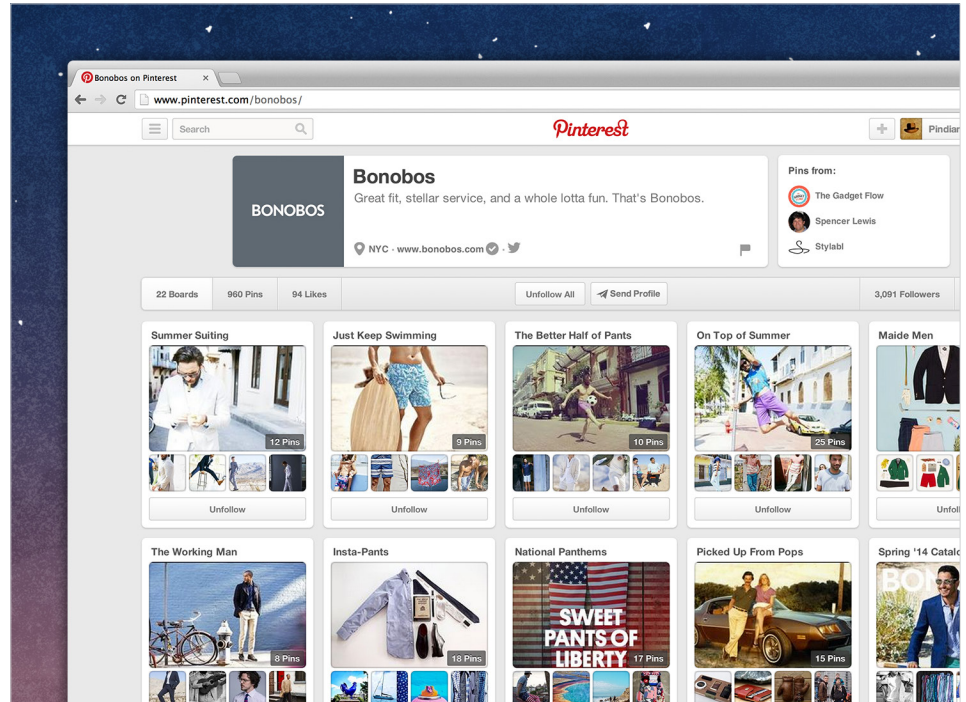 Bonobos on Pinterest
www.pinterest.com/bonobos/
Search
Pinterest
Pindian
BONOBOS
Bonobos
Great fit, stellar service, and a whole lotta fun. That's Bonobos.
NYC · www.bonobos.com ·
Pins from:
The Gadget Flow
Spencer Lewis
Stylabl
22 Boards
960 Pins
94 Likes
Unfollow All
Send Profile
3,091 Followers
Summer Suiting
Just Keep Swimming
The Better Half of Pants
On Top of Summer
Maide Men
12 Pins
9 Pins
10 Pins
25 Pins
Unfollow
Unfollow
Unfollow
Unfollow
Unfol
The Working Man
Insta-Pants
National Panthems
Picked Up From Pops
Spring '14 Catalo
BON
SWEET
PANTS OF
LIBERTY
8 Pins
18 Pins
17 Pins
15 Pins